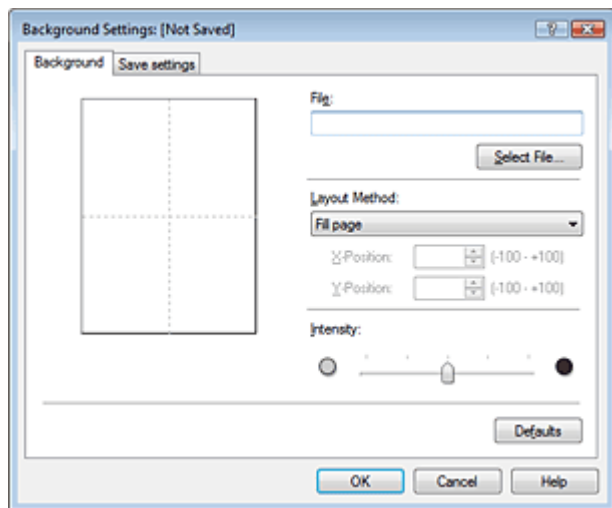 Background Settings: [Not Saved]
Background
Save settings
File:
Select File...
Layout Method:
Fill page
X-Position: (-100 - +100)
Y-Position: (-100 - +100)
Intensity:
Defaults
OK Cancel Help